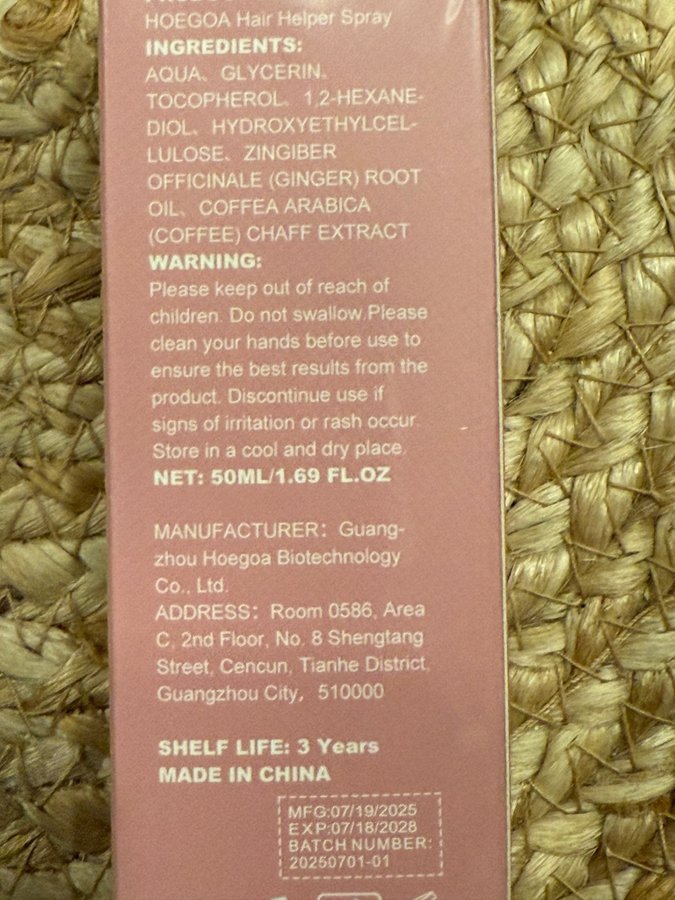 HOEGOA Hair Helper Spray
INGREDIENTS:
AQUA、GLYCERIN、
TOCOPHEROL、1,2-HEXANE-
DIOL、HYDROXYETHYLCEL-
LULOSE、ZINGIBER
OFFICINALE (GINGER) ROOT
OIL、COFFEA ARABICA
(COFFEE) CHAFF EXTRACT
WARNING:
Please keep out of reach of
children. Do not swallow.Please
clean your hands before use to
ensure the best results from the
product. Discontinue use if
signs of irritation or rash occur.
Store in a cool and dry place.
NET: 50ML/1.69 FL.OZ
MANUFACTURER：Guang-
zhou Hoegoa Biotechnology
Co., Ltd.
ADDRESS：Room 0586, Area
C, 2nd Floor, No. 8 Shengtang
Street, Cencun, Tianhe District,
Guangzhou City，510000
SHELF LIFE: 3 Years
MADE IN CHINA
MFG:07/19/2025
EXP:07/18/2028
BATCH NUMBER:
20250701-01